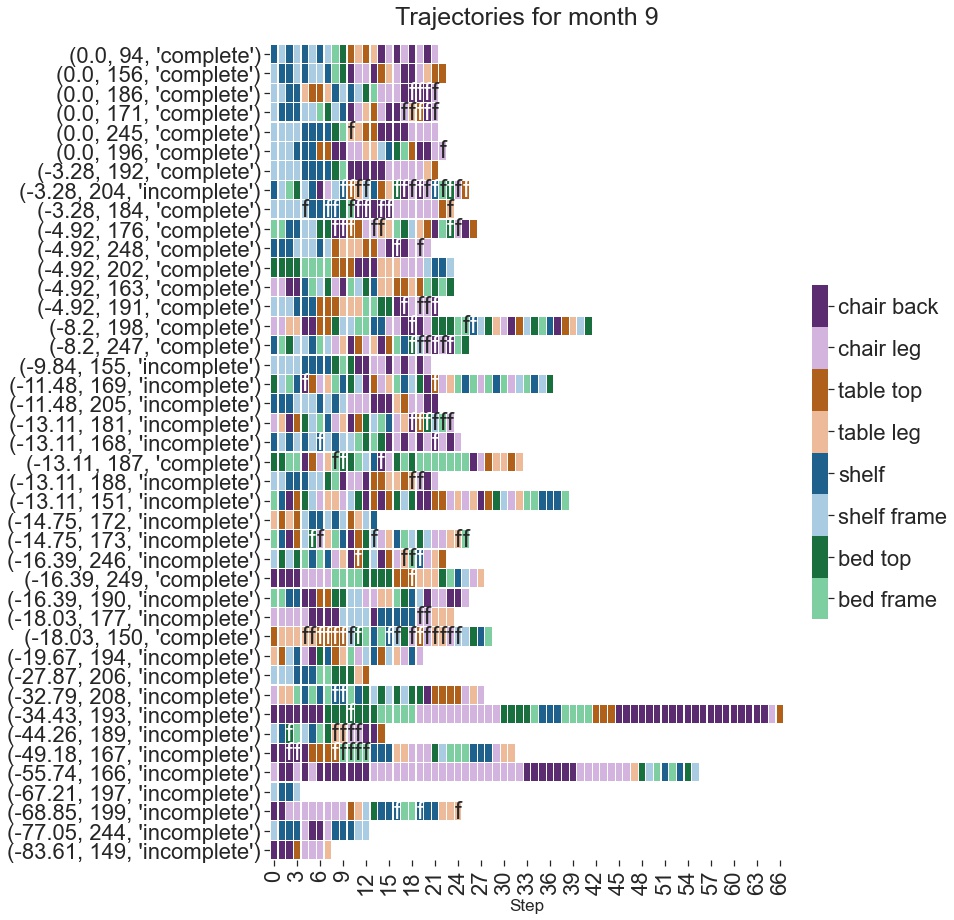 Trajectories for month 9
(0.0, 94, 'complete')
(0.0, 156, 'complete')
(0.0, 186, 'complete')
(0.0, 171, 'complete')
(0.0, 245, 'complete')
(0.0, 196, 'complete')
(-3.28, 192, 'complete')
(-3.28, 204, 'incomplete')
(-3.28, 184, 'complete')
(-4.92, 176, 'complete')
(-4.92, 248, 'complete')
(-4.92, 202, 'complete')
(-4.92, 163, 'complete')
(-4.92, 191, 'complete')
(-8.2, 198, 'complete')
(-8.2, 247, 'complete')
(-9.84, 155, 'incomplete')
(-11.48, 169, 'incomplete')
(-11.48, 205, 'incomplete')
(-13.11, 181, 'incomplete')
(-13.11, 168, 'incomplete')
(-13.11, 187, 'complete')
(-13.11, 188, 'incomplete')
(-13.11, 151, 'incomplete')
(-14.75, 172, 'incomplete')
(-14.75, 173, 'incomplete')
(-16.39, 246, 'incomplete')
(-16.39, 249, 'complete')
(-16.39, 190, 'incomplete')
(-18.03, 177, 'incomplete')
(-18.03, 150, 'complete')
(-19.67, 194, 'incomplete')
(-27.87, 206, 'incomplete')
(-32.79, 208, 'incomplete')
(-34.43, 193, 'incomplete')
(-44.26, 189, 'incomplete')
(-49.18, 167, 'incomplete')
(-55.74, 166, 'incomplete')
(-67.21, 197, 'incomplete')
(-68.85, 199, 'incomplete')
(-77.05, 244, 'incomplete')
(-83.61, 149, 'incomplete')
0 3 6 9 12 15 18 21 24 27 30 33 36 39 42 45 48 51 54 57 60 63 66
Step
chair back
chair leg
table top
table leg
shelf
shelf frame
bed top
bed frame